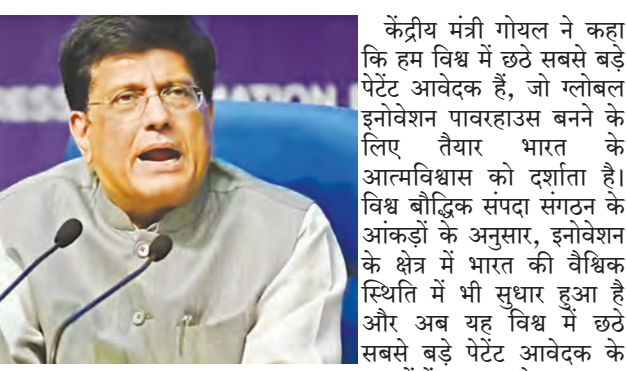 केंद्रीय मंत्री गोयल ने कहा
कि हम विश्व में छठे सबसे बड़े
पेटेंट आवेदक हैं, जो ग्लोबल
इनोवेशन पावरहाउस बनने के
लिए तैयार भारत के
आत्मविश्वास को दर्शाता है।
विश्व बौद्धिक संपदा संगठन के
आंकड़ों के अनुसार, इनोवेशन
के क्षेत्र में भारत की वैश्विक
स्थिति में भी सुधार हुआ है
और अब यह विश्व में छठे
सबसे बड़े पेटेंट आवेदक के